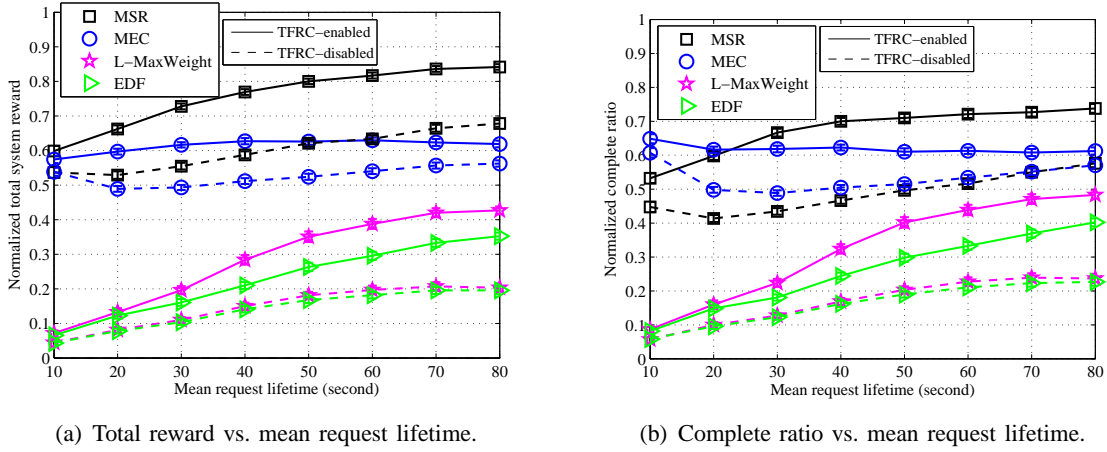 MSR
MEC
L−MaxWeight
EDF
TFRC−enabled
TFRC−disabled
Normalized total system reward
1
0.9
0.8
0.7
0.6
0.5
0.4
0.3
0.2
0.1
0
10 20 30 40 50 60 70 80
Mean request lifetime (second)
(a) Total reward vs. mean request lifetime.
MSR
MEC
L−MaxWeight
EDF
TFRC−enabled
TFRC−disabled
Normalized complete ratio
1
0.9
0.8
0.7
0.6
0.5
0.4
0.3
0.2
0.1
0
10 20 30 40 50 60 70 80
Mean request lifetime (second)
(b) Complete ratio vs. mean request lifetime.